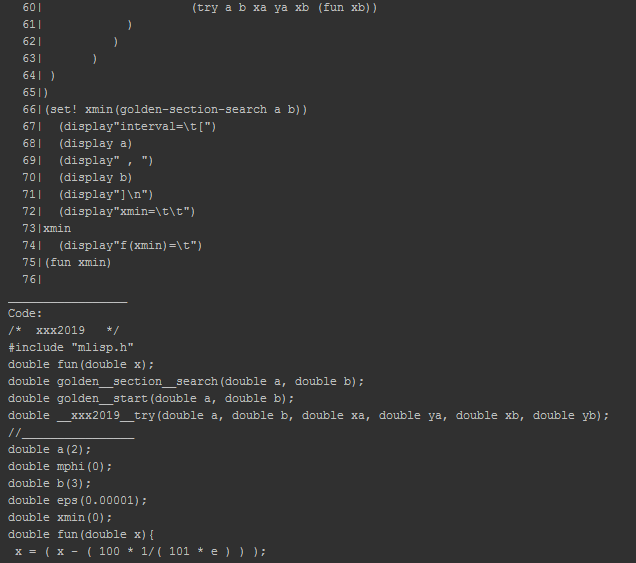 60|                     (try a b xa ya xb (fun xb))
61|            )
62|          )
63|       )
64| )
65|)
66|(set! xmin(golden-section-search a b))
67|  (display"interval=\t[")
68|  (display a)
69|  (display" , ")
70|  (display b)
71|  (display"]\n")
72|  (display"xmin=\t\t")
73|xmin
74|  (display"f(xmin)=\t")
75|(fun xmin)
76|
_________________
Code:
/*  xxx2019   */
#include "mlisp.h"
double fun(double x);
double golden__section__search(double a, double b);
double golden__start(double a, double b);
double __xxx2019__try(double a, double b, double xa, double ya, double xb, double yb);
//________________
double a(2);
double mphi(0);
double b(3);
double eps(0.00001);
double xmin(0);
double fun(double x){
 x = ( x - ( 100 * 1/( 101 * e ) ) );